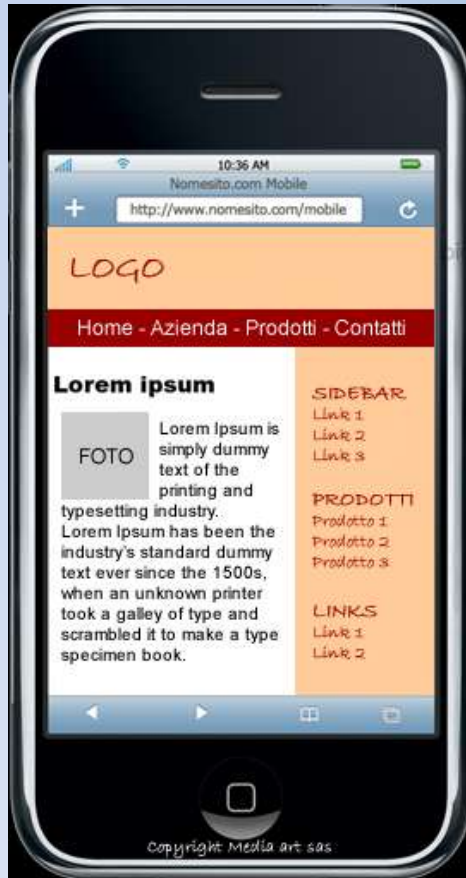 10:36 AM
Nomesito.com Mobile
http://www.nomesito.com/mobile
LOGO
Home - Azienda - Prodotti - Contatti
Lorem ipsum
FOTO
Lorem Ipsum is
simply dummy
text of the
printing and
typesetting industry.
Lorem Ipsum has been the
industry's standard dummy
text ever since the 1500s,
when an unknown printer
took a galley of type and
scrambled it to make a type
specimen book.
SIDEBAR
Link 1
Link 2
Link 3
PRODOTTI
Prodotto 1
Prodotto 2
Prodotto 3
LINKS
Link 1
Link 2
Copyright Media art sas